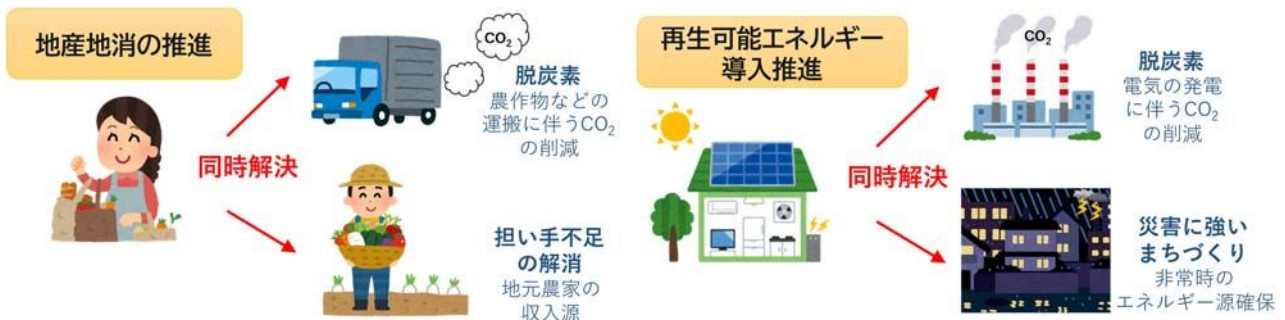 地産地消の推進
CO₂
脱炭素
農作物などの
運搬に伴うCO₂
の削減
同時解決
担い手不足
の解消
地元農家の
収入源
再生可能エネルギー
導入推進
CO₂
脱炭素
電気の発電
に伴うCO₂
の削減
同時解決
災害に強い
まちづくり
非常時の
エネルギー源確保